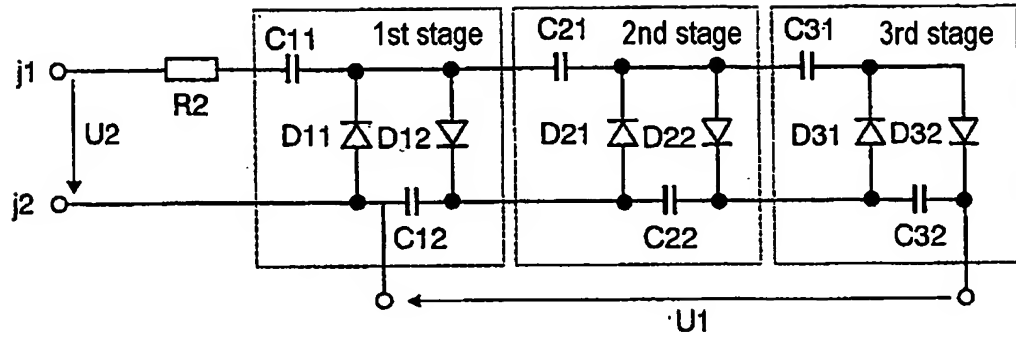 C11 1st stage C21 2nd stage C31 3rd stage
j1
R2
U2 D11 D12 D21 D22 D31 D32
j2
C12 C22 C32
U1